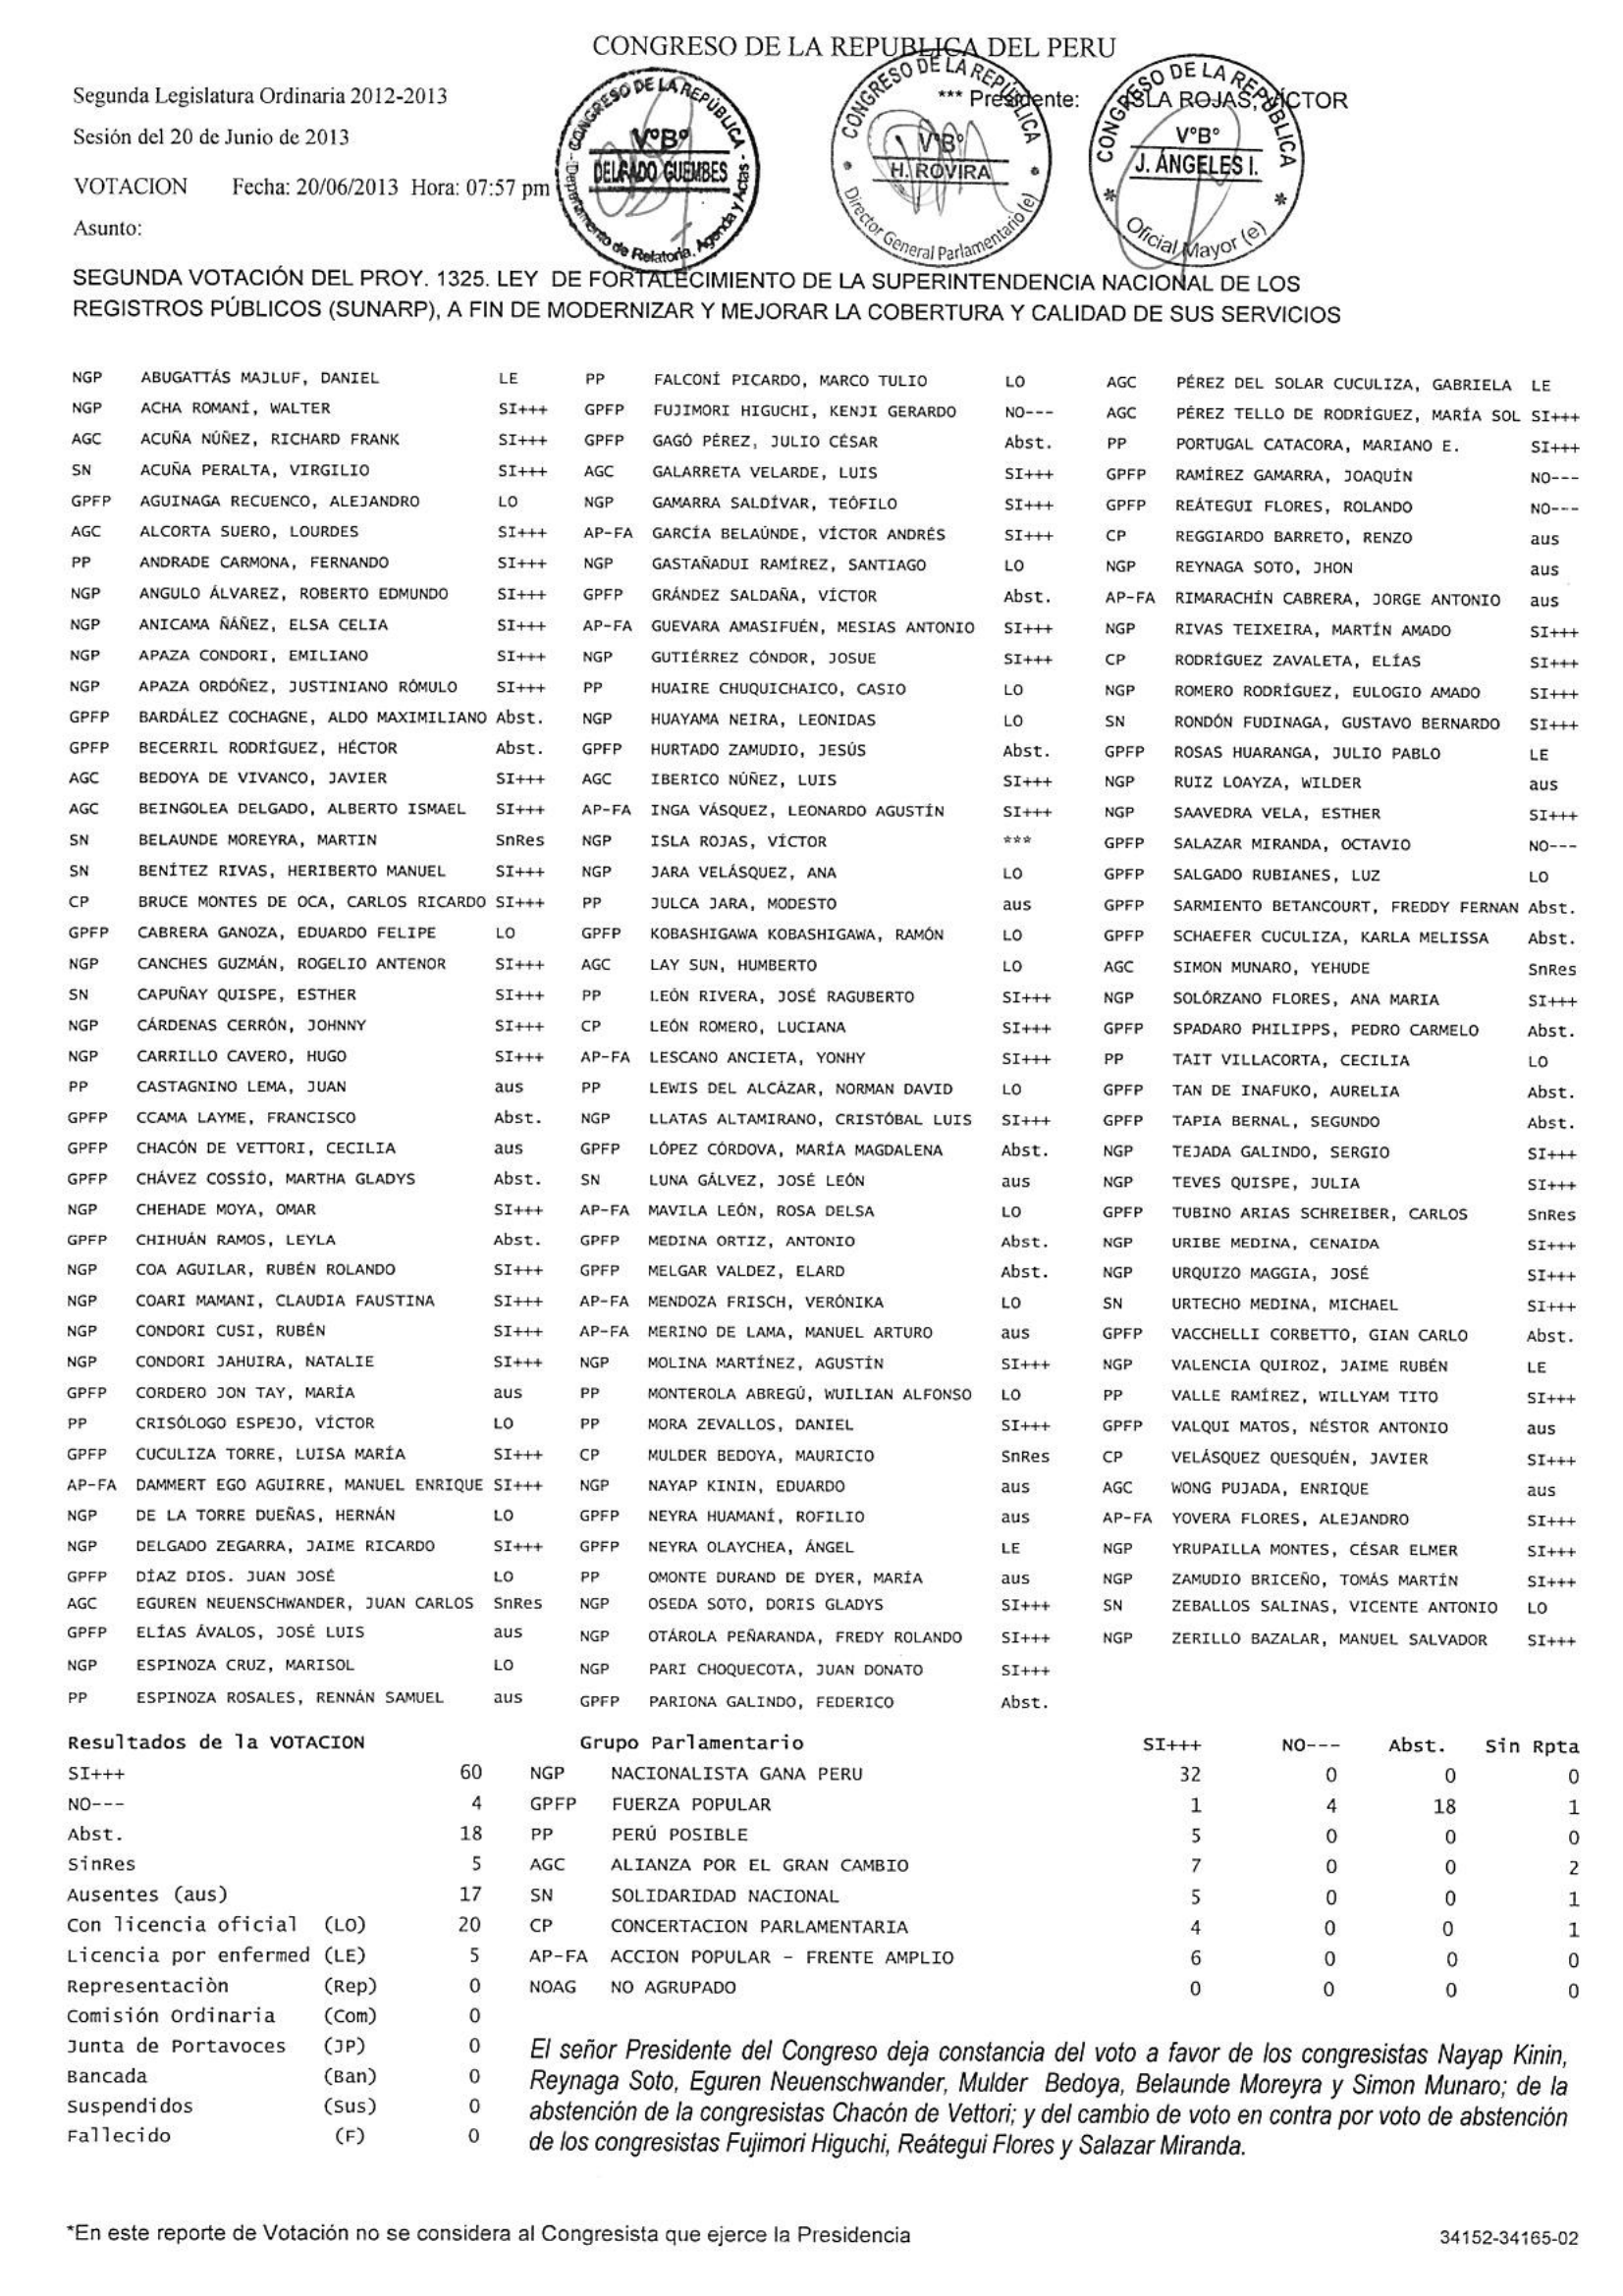 CONGRESO DE LA REPUBLICA DEL PERU
Segunda Legislatura Ordinaria 2012-2013
*** Presidente: ISLA ROJAS, VÍCTOR
Sesión del 20 de Junio de 2013
VOTACION Fecha: 20/06/2013 Hora: 07:57 pm
Asunto:
CONGRESO DE LA REPÚBLICA - Departamento de Relatoría, Agenda y Actas -
V°B°
DELGADO GUEMBES
CONGRESO DE LA REPÚBLICA * Director General Parlamentario (e) *
V°B°
H. ROVIRA
CONGRESO DE LA REPÚBLICA * Oficial Mayor (e) *
V°B°
J. ÁNGELES I.
SEGUNDA VOTACIÓN DEL PROY. 1325. LEY DE FORTALECIMIENTO DE LA SUPERINTENDENCIA NACIONAL DE LOS
REGISTROS PÚBLICOS (SUNARP), A FIN DE MODERNIZAR Y MEJORAR LA COBERTURA Y CALIDAD DE SUS SERVICIOS
NGP ABUGATTÁS MAJLUF, DANIEL LE
NGP ACHA ROMANÍ, WALTER SI+++
AGC ACUÑA NÚÑEZ, RICHARD FRANK SI+++
SN ACUÑA PERALTA, VIRGILIO SI+++
GPFP AGUINAGA RECUENCO, ALEJANDRO LO
AGC ALCORTA SUERO, LOURDES SI+++
PP ANDRADE CARMONA, FERNANDO SI+++
NGP ANGULO ÁLVAREZ, ROBERTO EDMUNDO SI+++
NGP ANICAMA ÑÁÑEZ, ELSA CELIA SI+++
NGP APAZA CONDORI, EMILIANO SI+++
NGP APAZA ORDÓÑEZ, JUSTINIANO RÓMULO SI+++
GPFP BARDÁLEZ COCHAGNE, ALDO MAXIMILIANO Abst.
GPFP BECERRIL RODRÍGUEZ, HÉCTOR Abst.
AGC BEDOYA DE VIVANCO, JAVIER SI+++
AGC BEINGOLEA DELGADO, ALBERTO ISMAEL SI+++
SN BELAUNDE MOREYRA, MARTIN SnRes
SN BENÍTEZ RIVAS, HERIBERTO MANUEL SI+++
CP BRUCE MONTES DE OCA, CARLOS RICARDO SI+++
GPFP CABRERA GANOZA, EDUARDO FELIPE LO
NGP CANCHES GUZMÁN, ROGELIO ANTENOR SI+++
SN CAPUÑAY QUISPE, ESTHER SI+++
NGP CÁRDENAS CERRÓN, JOHNNY SI+++
NGP CARRILLO CAVERO, HUGO SI+++
PP CASTAGNINO LEMA, JUAN aus
GPFP CCAMA LAYME, FRANCISCO Abst.
GPFP CHACÓN DE VETTORI, CECILIA aus
GPFP CHÁVEZ COSSÍO, MARTHA GLADYS Abst.
NGP CHEHADE MOYA, OMAR SI+++
GPFP CHIHUÁN RAMOS, LEYLA Abst.
NGP COA AGUILAR, RUBÉN ROLANDO SI+++
NGP COARI MAMANI, CLAUDIA FAUSTINA SI+++
NGP CONDORI CUSI, RUBÉN SI+++
NGP CONDORI JAHUIRA, NATALIE SI+++
GPFP CORDERO JON TAY, MARÍA aus
PP CRISÓLOGO ESPEJO, VÍCTOR LO
GPFP CUCULIZA TORRE, LUISA MARÍA SI+++
AP-FA DAMMERT EGO AGUIRRE, MANUEL ENRIQUE SI+++
NGP DE LA TORRE DUEÑAS, HERNÁN LO
NGP DELGADO ZEGARRA, JAIME RICARDO SI+++
GPFP DÍAZ DIOS. JUAN JOSÉ LO
AGC EGUREN NEUENSCHWANDER, JUAN CARLOS SnRes
GPFP ELÍAS ÁVALOS, JOSÉ LUIS aus
NGP ESPINOZA CRUZ, MARISOL LO
PP ESPINOZA ROSALES, RENNÁN SAMUEL aus
PP FALCONÍ PICARDO, MARCO TULIO LO
GPFP FUJIMORI HIGUCHI, KENJI GERARDO NO---
GPFP GAGÓ PÉREZ, JULIO CÉSAR Abst.
AGC GALARRETA VELARDE, LUIS SI+++
NGP GAMARRA SALDÍVAR, TEÓFILO SI+++
AP-FA GARCÍA BELAÚNDE, VÍCTOR ANDRÉS SI+++
NGP GASTAÑADUI RAMÍREZ, SANTIAGO LO
GPFP GRÁNDEZ SALDAÑA, VÍCTOR Abst.
AP-FA GUEVARA AMASIFUÉN, MESIAS ANTONIO SI+++
NGP GUTIÉRREZ CÓNDOR, JOSUE SI+++
PP HUAIRE CHUQUICHAICO, CASIO LO
NGP HUAYAMA NEIRA, LEONIDAS LO
GPFP HURTADO ZAMUDIO, JESÚS Abst.
AGC IBERICO NÚÑEZ, LUIS SI+++
AP-FA INGA VÁSQUEZ, LEONARDO AGUSTÍN SI+++
NGP ISLA ROJAS, VÍCTOR ***
NGP JARA VELÁSQUEZ, ANA LO
PP JULCA JARA, MODESTO aus
GPFP KOBASHIGAWA KOBASHIGAWA, RAMÓN LO
AGC LAY SUN, HUMBERTO LO
PP LEÓN RIVERA, JOSÉ RAGUBERTO SI+++
CP LEÓN ROMERO, LUCIANA SI+++
AP-FA LESCANO ANCIETA, YONHY SI+++
PP LEWIS DEL ALCÁZAR, NORMAN DAVID LO
NGP LLATAS ALTAMIRANO, CRISTÓBAL LUIS SI+++
GPFP LÓPEZ CÓRDOVA, MARÍA MAGDALENA Abst.
SN LUNA GÁLVEZ, JOSÉ LEÓN aus
AP-FA MAVILA LEÓN, ROSA DELSA LO
GPFP MEDINA ORTIZ, ANTONIO Abst.
GPFP MELGAR VALDEZ, ELARD Abst.
AP-FA MENDOZA FRISCH, VERÓNIKA LO
AP-FA MERINO DE LAMA, MANUEL ARTURO aus
NGP MOLINA MARTÍNEZ, AGUSTÍN SI+++
PP MONTEROLA ABREGÚ, WUILIAN ALFONSO LO
PP MORA ZEVALLOS, DANIEL SI+++
CP MULDER BEDOYA, MAURICIO SnRes
NGP NAYAP KININ, EDUARDO aus
GPFP NEYRA HUAMANÍ, ROFILIO aus
GPFP NEYRA OLAYCHEA, ÁNGEL LE
PP OMONTE DURAND DE DYER, MARÍA aus
NGP OSEDA SOTO, DORIS GLADYS SI+++
NGP OTÁROLA PEÑARANDA, FREDY ROLANDO SI+++
NGP PARI CHOQUECOTA, JUAN DONATO SI+++
GPFP PARIONA GALINDO, FEDERICO Abst.
AGC PÉREZ DEL SOLAR CUCULIZA, GABRIELA LE
AGC PÉREZ TELLO DE RODRÍGUEZ, MARÍA SOL SI+++
PP PORTUGAL CATACORA, MARIANO E. SI+++
GPFP RAMÍREZ GAMARRA, JOAQUÍN NO---
GPFP REÁTEGUI FLORES, ROLANDO NO---
CP REGGIARDO BARRETO, RENZO aus
NGP REYNAGA SOTO, JHON aus
AP-FA RIMARACHÍN CABRERA, JORGE ANTONIO aus
NGP RIVAS TEIXEIRA, MARTÍN AMADO SI+++
CP RODRÍGUEZ ZAVALETA, ELÍAS SI+++
NGP ROMERO RODRÍGUEZ, EULOGIO AMADO SI+++
SN RONDÓN FUDINAGA, GUSTAVO BERNARDO SI+++
GPFP ROSAS HUARANGA, JULIO PABLO LE
NGP RUIZ LOAYZA, WILDER aus
NGP SAAVEDRA VELA, ESTHER SI+++
GPFP SALAZAR MIRANDA, OCTAVIO NO---
GPFP SALGADO RUBIANES, LUZ LO
GPFP SARMIENTO BETANCOURT, FREDDY FERNAN Abst.
GPFP SCHAEFER CUCULIZA, KARLA MELISSA Abst.
AGC SIMON MUNARO, YEHUDE SnRes
NGP SOLÓRZANO FLORES, ANA MARIA SI+++
GPFP SPADARO PHILIPPS, PEDRO CARMELO Abst.
PP TAIT VILLACORTA, CECILIA LO
GPFP TAN DE INAFUKO, AURELIA Abst.
GPFP TAPIA BERNAL, SEGUNDO Abst.
NGP TEJADA GALINDO, SERGIO SI+++
NGP TEVES QUISPE, JULIA SI+++
GPFP TUBINO ARIAS SCHREIBER, CARLOS SnRes
NGP URIBE MEDINA, CENAIDA SI+++
NGP URQUIZO MAGGIA, JOSÉ SI+++
SN URTECHO MEDINA, MICHAEL SI+++
GPFP VACCHELLI CORBETTO, GIAN CARLO Abst.
NGP VALENCIA QUIROZ, JAIME RUBÉN LE
PP VALLE RAMÍREZ, WILLYAM TITO SI+++
GPFP VALQUI MATOS, NÉSTOR ANTONIO aus
CP VELÁSQUEZ QUESQUÉN, JAVIER SI+++
AGC WONG PUJADA, ENRIQUE aus
AP-FA YOVERA FLORES, ALEJANDRO SI+++
NGP YRUPAILLA MONTES, CÉSAR ELMER SI+++
NGP ZAMUDIO BRICEÑO, TOMÁS MARTÍN SI+++
SN ZEBALLOS SALINAS, VICENTE ANTONIO LO
NGP ZERILLO BAZALAR, MANUEL SALVADOR SI+++
Resultados de la VOTACION
SI+++ 60
NO--- 4
Abst. 18
SinRes 5
Ausentes (aus) 17
Con licencia oficial (LO) 20
Licencia por enfermed (LE) 5
Representaciòn (Rep) 0
Comisión Ordinaria (Com) 0
Junta de Portavoces (JP) 0
Bancada (Ban) 0
Suspendidos (Sus) 0
Fallecido (F) 0
Grupo Parlamentario SI+++ NO--- Abst. Sin Rpta
NGP NACIONALISTA GANA PERU 32 0 0 0
GPFP FUERZA POPULAR 1 4 18 1
PP PERÚ POSIBLE 5 0 0 0
AGC ALIANZA POR EL GRAN CAMBIO 7 0 0 2
SN SOLIDARIDAD NACIONAL 5 0 0 1
CP CONCERTACION PARLAMENTARIA 4 0 0 1
AP-FA ACCION POPULAR - FRENTE AMPLIO 6 0 0 0
NOAG NO AGRUPADO 0 0 0 0
El señor Presidente del Congreso deja constancia del voto a favor de los congresistas Nayap Kinin,
Reynaga Soto, Eguren Neuenschwander, Mulder Bedoya, Belaunde Moreyra y Simon Munaro; de la
abstención de la congresistas Chacón de Vettori; y del cambio de voto en contra por voto de abstención
de los congresistas Fujimori Higuchi, Reátegui Flores y Salazar Miranda.
*En este reporte de Votación no se considera al Congresista que ejerce la Presidencia
34152-34165-02